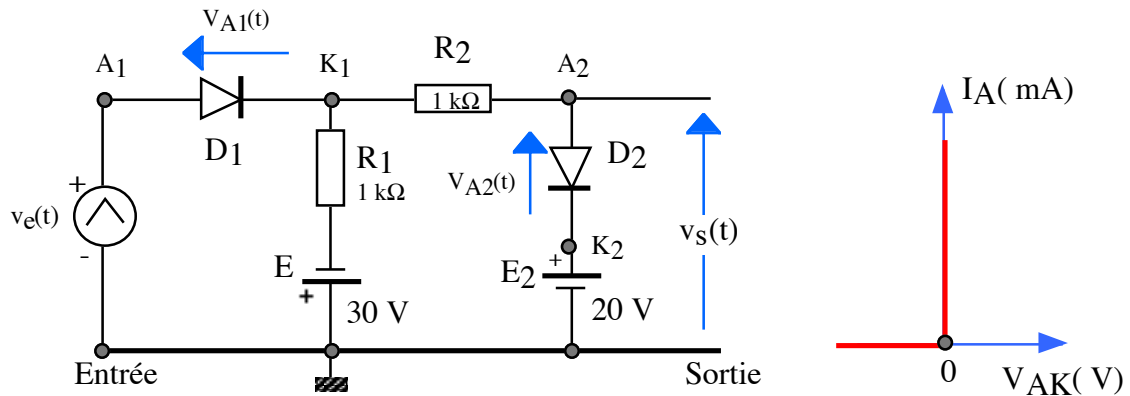 VA1(t)
A1
K1
R2
A2
IA( mA)
1 kΩ
D1
R1
1 kΩ
D2
VA2(t)
+
ve(t)
-
vs(t)
K2
E
+
30 V
E2
+
20 V
0
VAK( V)
Entrée
Sortie